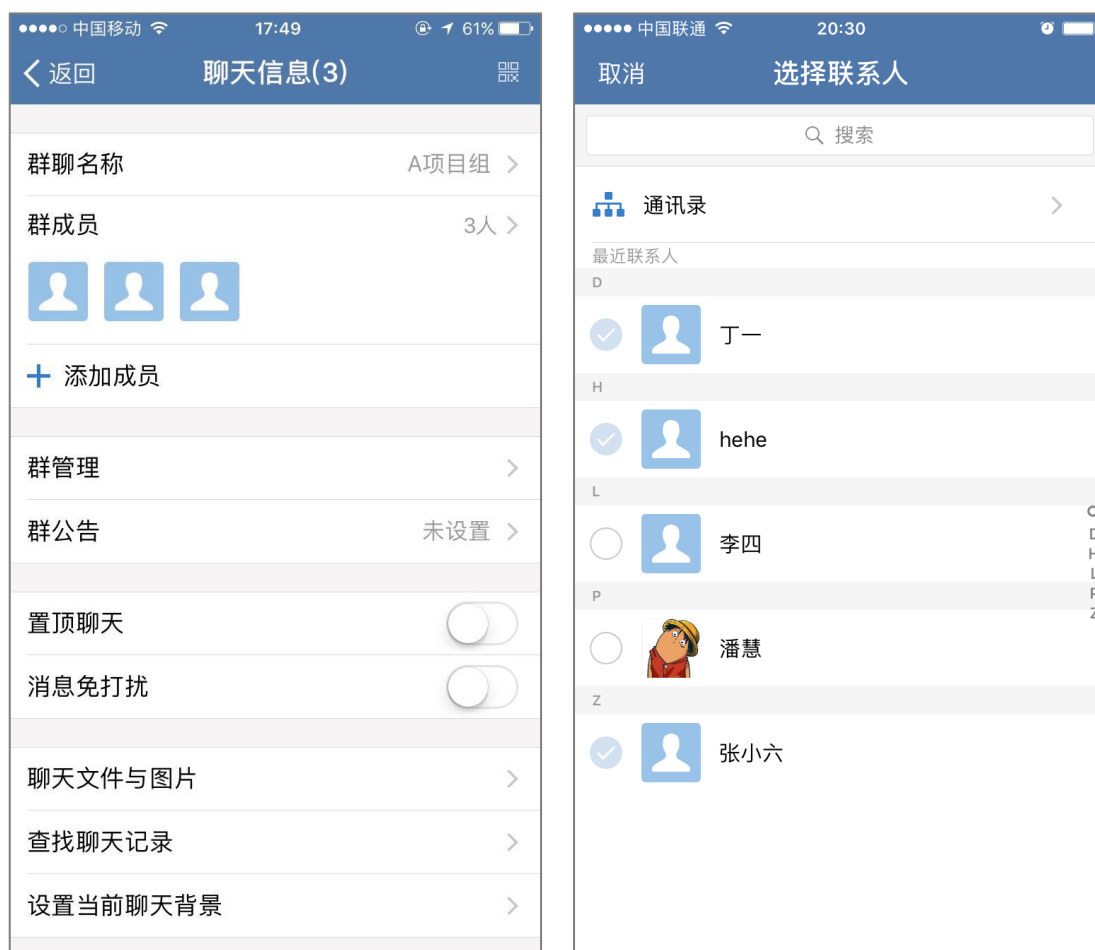 中国移动 17:49 61%
返回 聊天信息(3)
群聊名称 A项目组
群成员 3人
添加成员
群管理
群公告 未设置
置顶聊天
消息免打扰
聊天文件与图片
查找聊天记录
设置当前聊天背景
中国联通 20:30
取消 选择联系人
搜索
通讯录
最近联系人
D
丁一
H
hehe
L
李四
P
潘慧
Z
张小六
D
H
L
P
Z